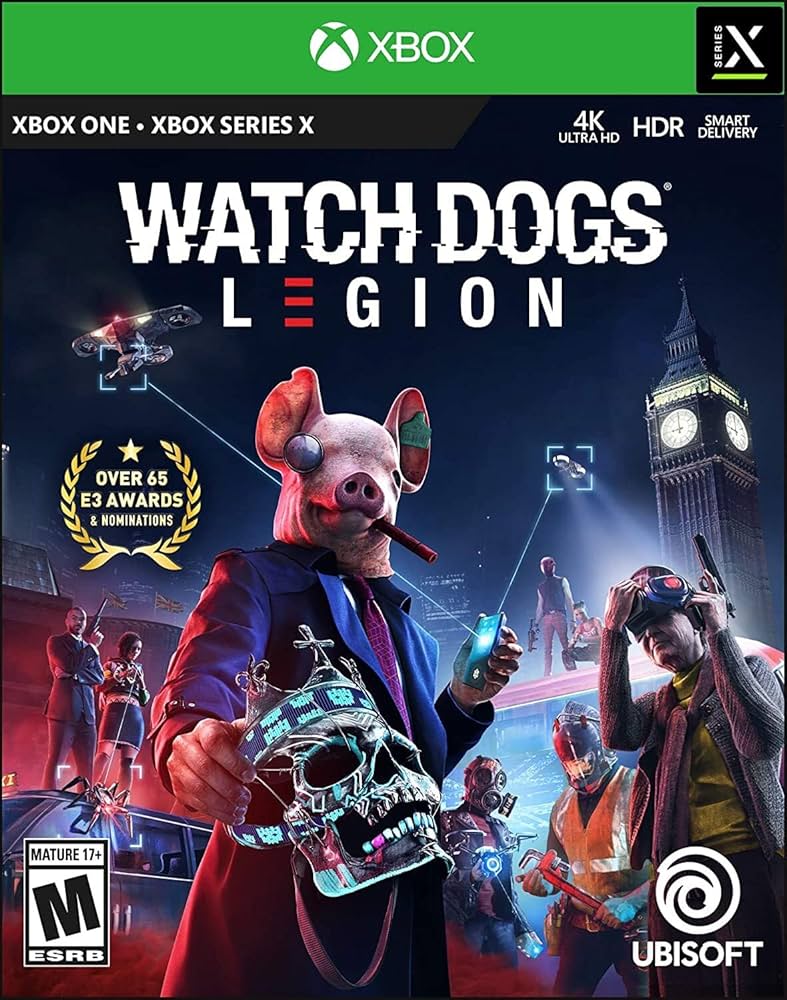 XBOX
SERIES X
XBOX ONE • XBOX SERIES X
4K
ULTRA HD
HDR
SMART
DELIVERY
WATCH DOGS®
LEGION
OVER 65
E3 AWARDS
& NOMINATIONS
MATURE 17+
M
ESRB
UBISOFT